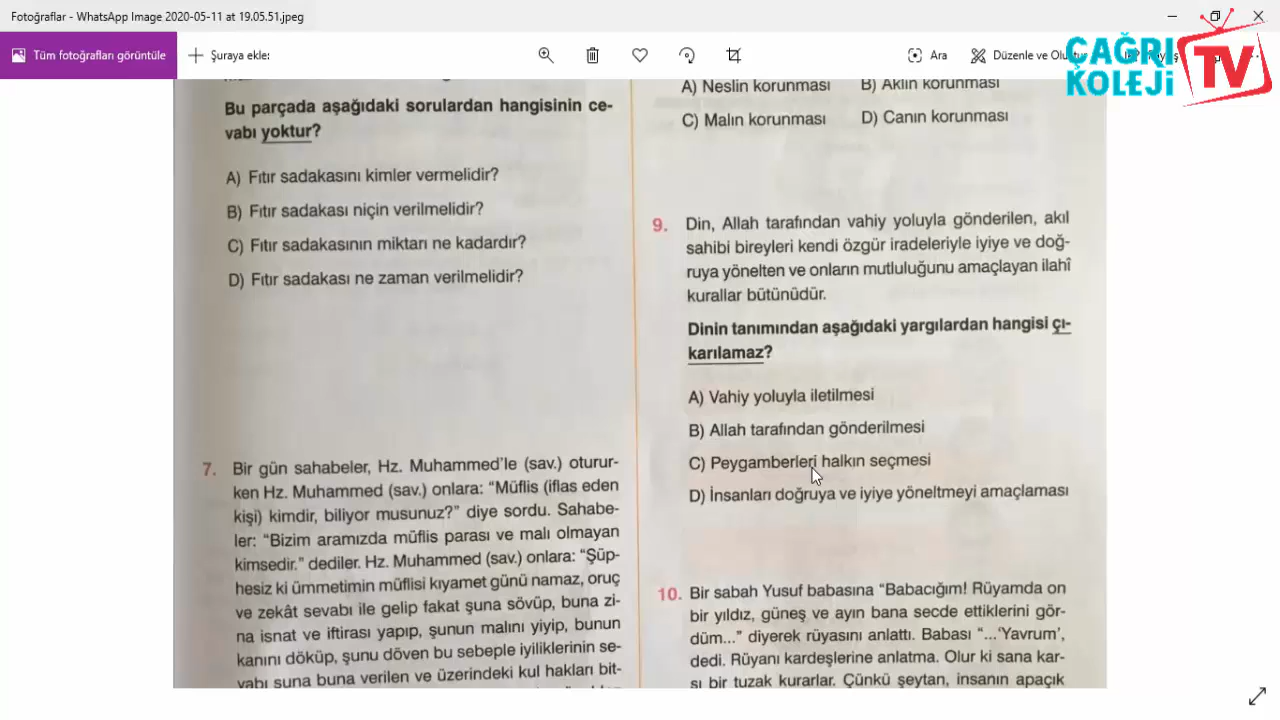 Fotoğraflar - WhatsApp Image 2020-05-11 at 19.05.51.jpeg
Tüm fotoğrafları görüntüle
Şuraya ekle:
Ara
Düzenle ve
ÇAĞRI
KOLEJİ
TV
Bu parçada aşağıdaki sorulardan hangisinin ce-
vabı yoktur?
A) Fıtır sadakasını kimler vermelidir?
B) Fıtır sadakası niçin verilmelidir?
C) Fıtır sadakasının miktarı ne kadardır?
D) Fıtır sadakası ne zaman verilmelidir?
7. Bir gün sahabeler, Hz. Muhammed’le (sav.) oturur-
ken Hz. Muhammed (sav.) onlara: “Müflis (iflas eden
kişi) kimdir, biliyor musunuz?” diye sordu. Sahabe-
ler: “Bizim aramızda müflis parası ve malı olmayan
kimsedir.” dediler. Hz. Muhammed (sav.) onlara: “Şüp-
hesiz ki ümmetimin müflisi kıyamet günü namaz, oruç
ve zekât sevabı ile gelip fakat şuna sövüp, buna zi-
na isnat ve iftirası yapıp, şunun malını yiyip, bunun
kanını döküp, şunu döven bu sebeple iyiliklerinin se-
vabı şuna buna verilen ve üzerindeki kul hakları bit-
A) Neslin korunması B) Aklın korunması
C) Malın korunması D) Canın korunması
9. Din, Allah tarafından vahiy yoluyla gönderilen, akıl
sahibi bireyleri kendi özgür iradeleriyle iyiye ve doğ-
ruya yönelten ve onların mutluluğunu amaçlayan ilahî
kurallar bütünüdür.
Dinin tanımından aşağıdaki yargılardan hangisi çı-
karılamaz?
A) Vahiy yoluyla iletilmesi
B) Allah tarafından gönderilmesi
C) Peygamberleri halkın seçmesi
D) İnsanları doğruya ve iyiye yöneltmeyi amaçlaması
10. Bir sabah Yusuf babasına “Babacığım! Rüyamda on
bir yıldız, güneş ve ayın bana secde ettiklerini gör-
düm...” diyerek rüyasını anlattı. Babası “...‘Yavrum’,
dedi. Rüyanı kardeşlerine anlatma. Olur ki sana kar-
şı bir tuzak kurarlar. Çünkü şeytan, insanın apaçık